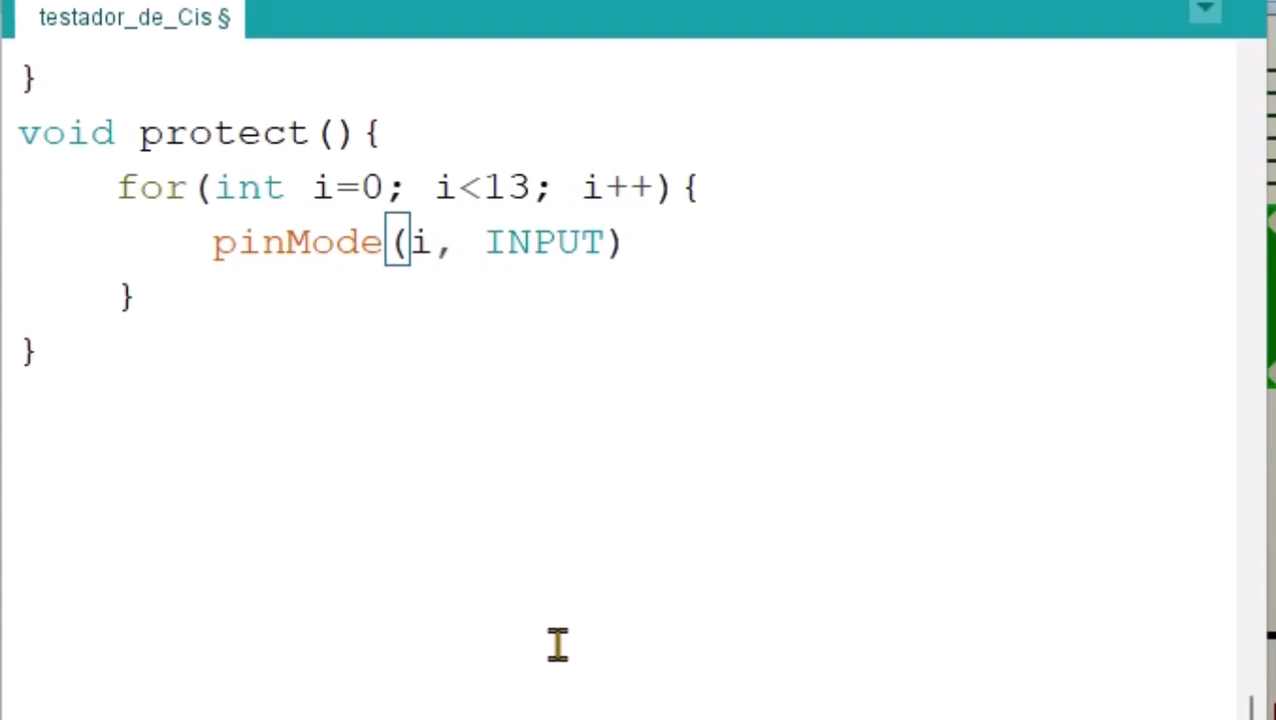 testador_de_Cis §
}
void protect(){
for(int i=0; i<13; i++){
pinMode(i, INPUT)
}
}